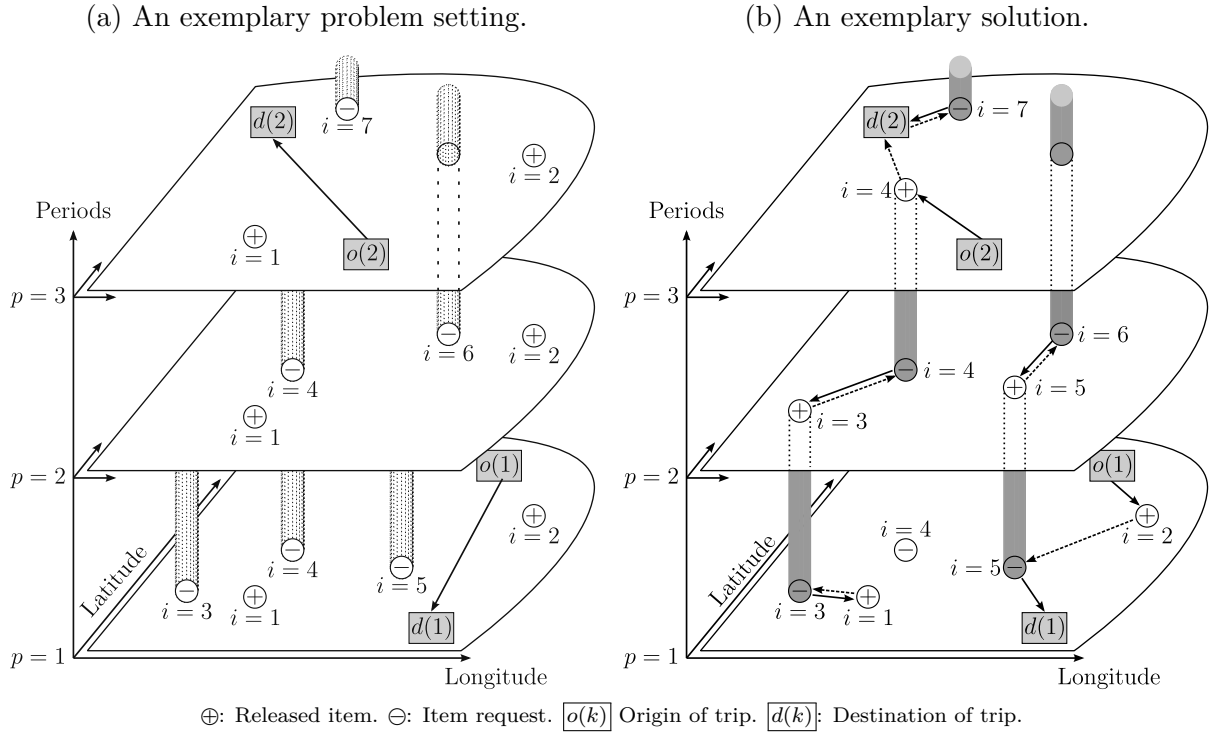 (a) An exemplary problem setting.
(b) An exemplary solution.
d(2)
i = 7
i = 2
Periods
i = 1
o(2)
p = 3
i = 6
i = 2
i = 4
i = 1
p = 2
o(1)
i = 2
Latitude
i = 4
i = 5
i = 3
i = 1
d(1)
p = 1
Longitude
d(2)
i = 7
i = 4
Periods
o(2)
p = 3
i = 6
i = 4
i = 5
i = 3
p = 2
o(1)
i = 4
i = 2
Latitude
i = 5
i = 3
i = 1
d(1)
p = 1
Longitude
⊕: Released item. ⊖: Item request. o(k) Origin of trip. d(k): Destination of trip.